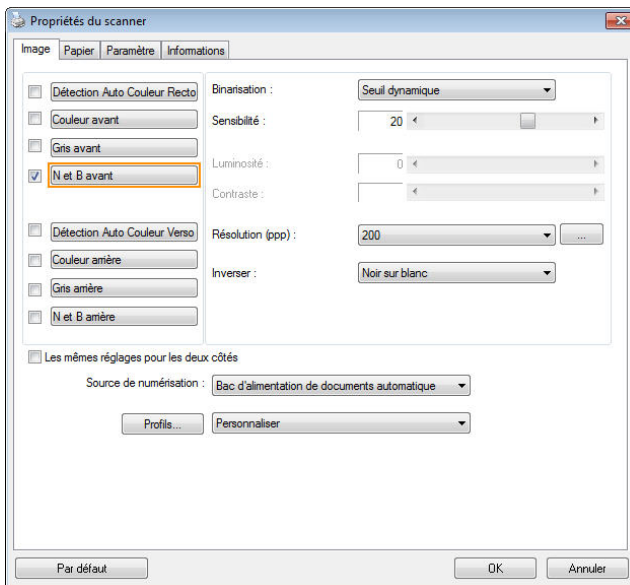 Propriétés du scanner
Image Papier Paramètre Informations
Détection Auto Couleur Recto
Couleur avant
Gris avant
N et B avant
Détection Auto Couleur Verso
Couleur arrière
Gris arrière
N et B arrière
Binarisation : Seuil dynamique
Sensibilité : 20
Luminosité : 0
Contraste :
Résolution (ppp) : 200 ...
Inverser : Noir sur blanc
Les mêmes réglages pour les deux côtés
Source de numérisation : Bac d'alimentation de documents automatique
Profils... Personnaliser
Par défaut OK Annuler